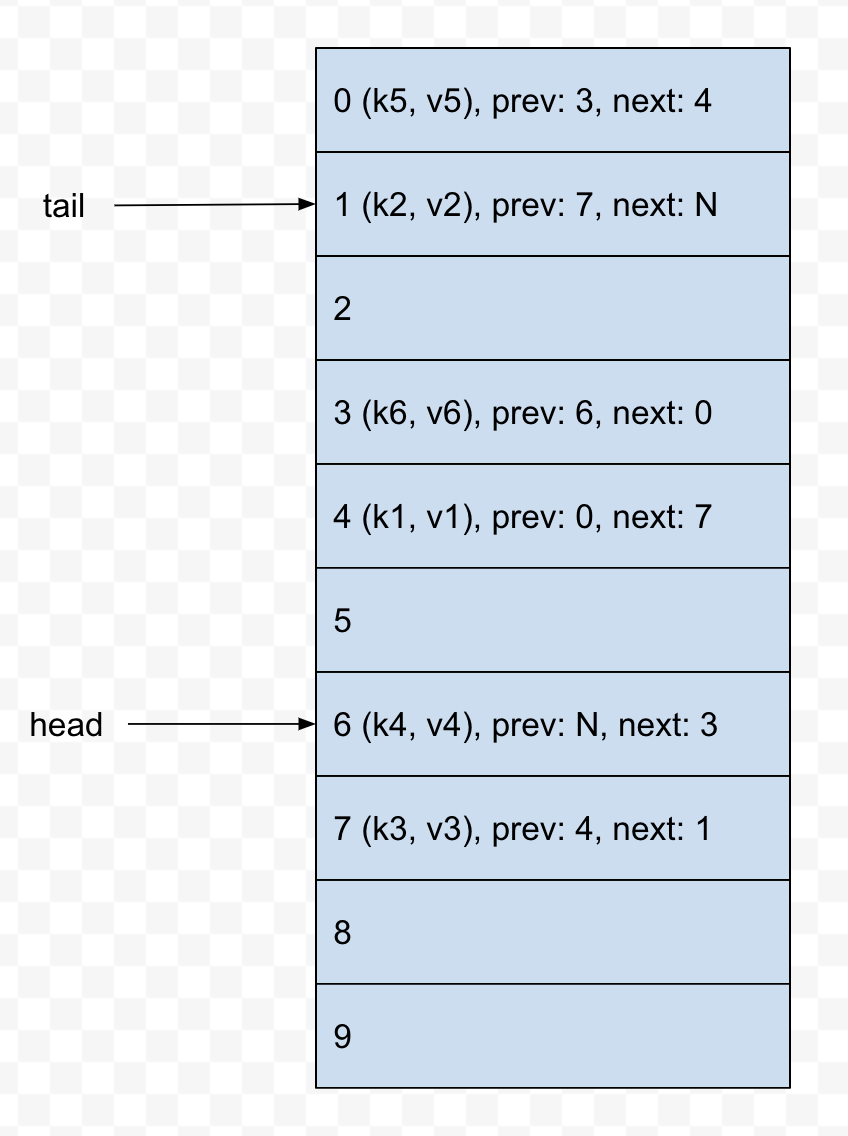 0 (k5, v5), prev: 3, next: 4
tail
1 (k2, v2), prev: 7, next: N
2
3 (k6, v6), prev: 6, next: 0
4 (k1, v1), prev: 0, next: 7
5
head
6 (k4, v4), prev: N, next: 3
7 (k3, v3), prev: 4, next: 1
8
9